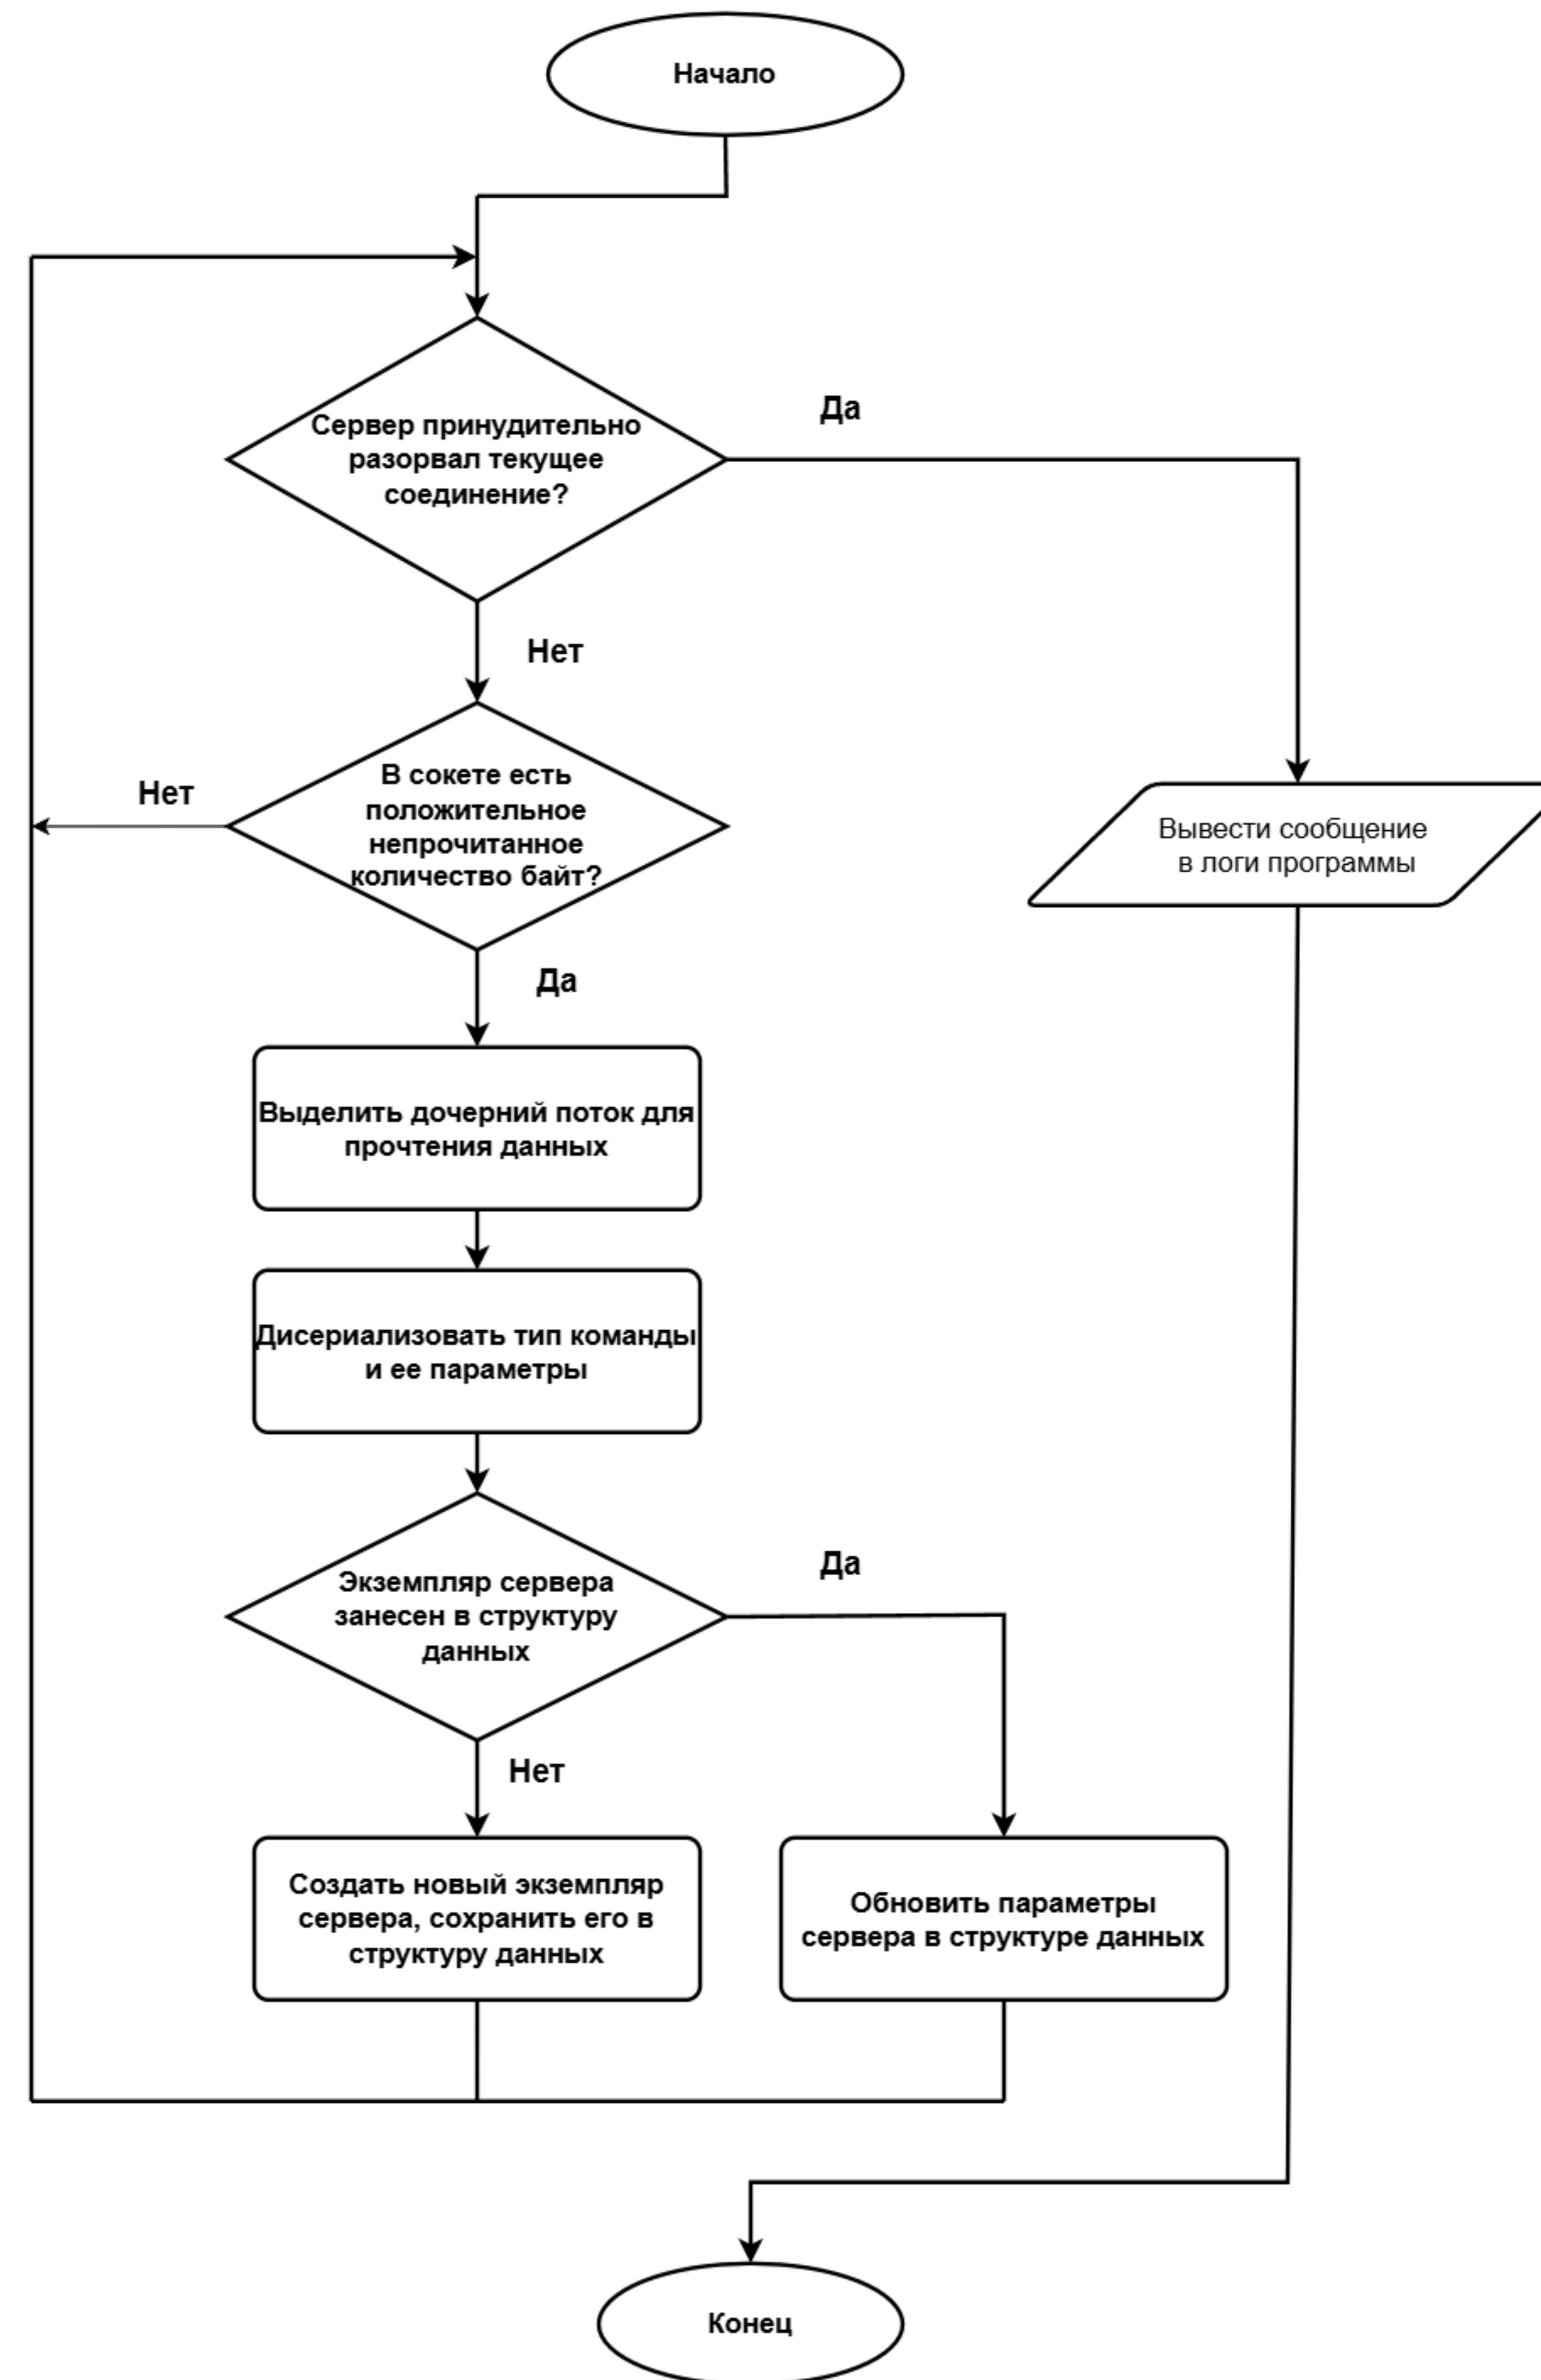 Начало
Сервер принудительно
разорвал текущее
соединение?
Да
Нет
В сокете есть
положительное
непрочитанное
количество байт?
Нет
Вывести сообщение
в логи программы
Да
Выделить дочерний поток для
прочтения данных
Дисериализовать тип команды
и ее параметры
Экземпляр сервера
занесен в структуру
данных
Да
Нет
Создать новый экземпляр
сервера, сохранить его в
структуру данных
Обновить параметры
сервера в структуре данных
Конец